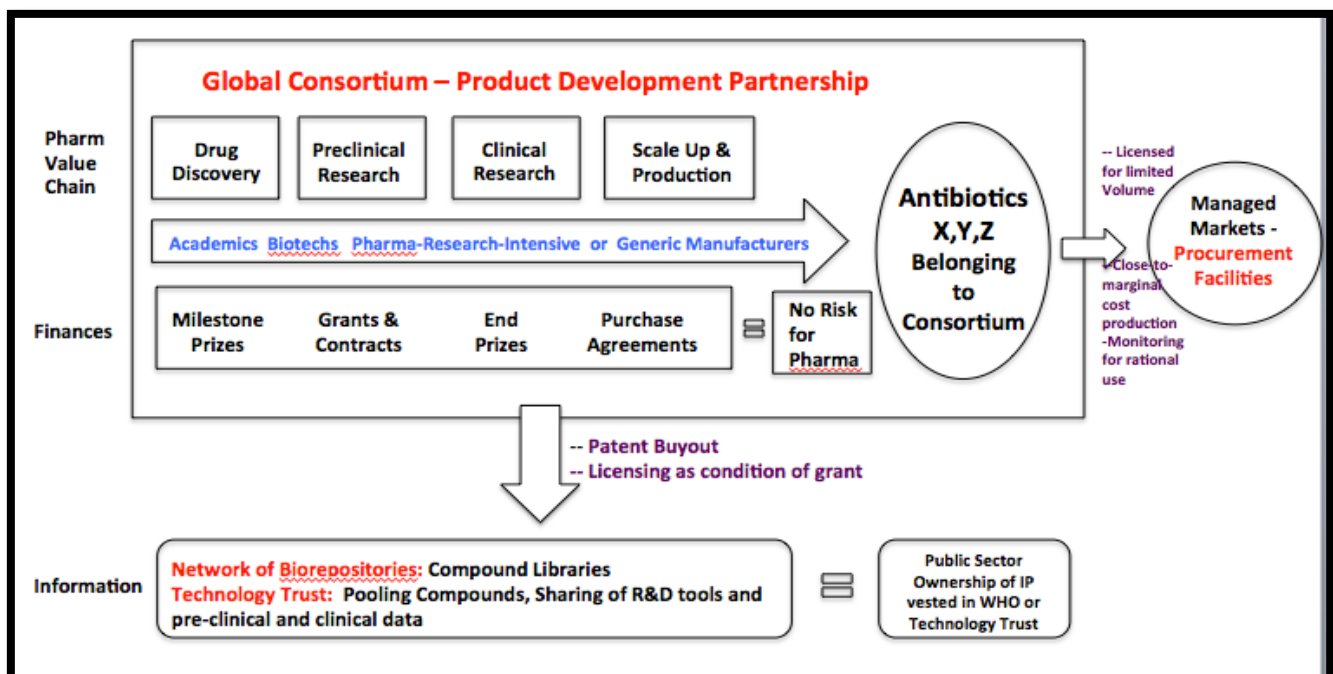 Global Consortium – Product Development Partnership
Pharm
Value
Chain
Drug
Discovery
Preclinical
Research
Clinical
Research
Scale Up &
Production
Academics Biotechs Pharma-Research-Intensive or Generic Manufacturers
Antibiotics
X,Y,Z
Belonging
to
Consortium
-- Licensed
for limited
Volume
-Close-to-
marginal
cost
production
-Monitoring
for rational
use
Managed
Markets -
Procurement
Facilities
Finances
Milestone
Prizes
Grants &
Contracts
End
Prizes
Purchase
Agreements
=
No Risk
for
Pharma
-- Patent Buyout
-- Licensing as condition of grant
Information
Network of Biorepositories: Compound Libraries
Technology Trust: Pooling Compounds, Sharing of R&D tools and
pre-clinical and clinical data
=
Public Sector
Ownership of IP
vested in WHO or
Technology Trust